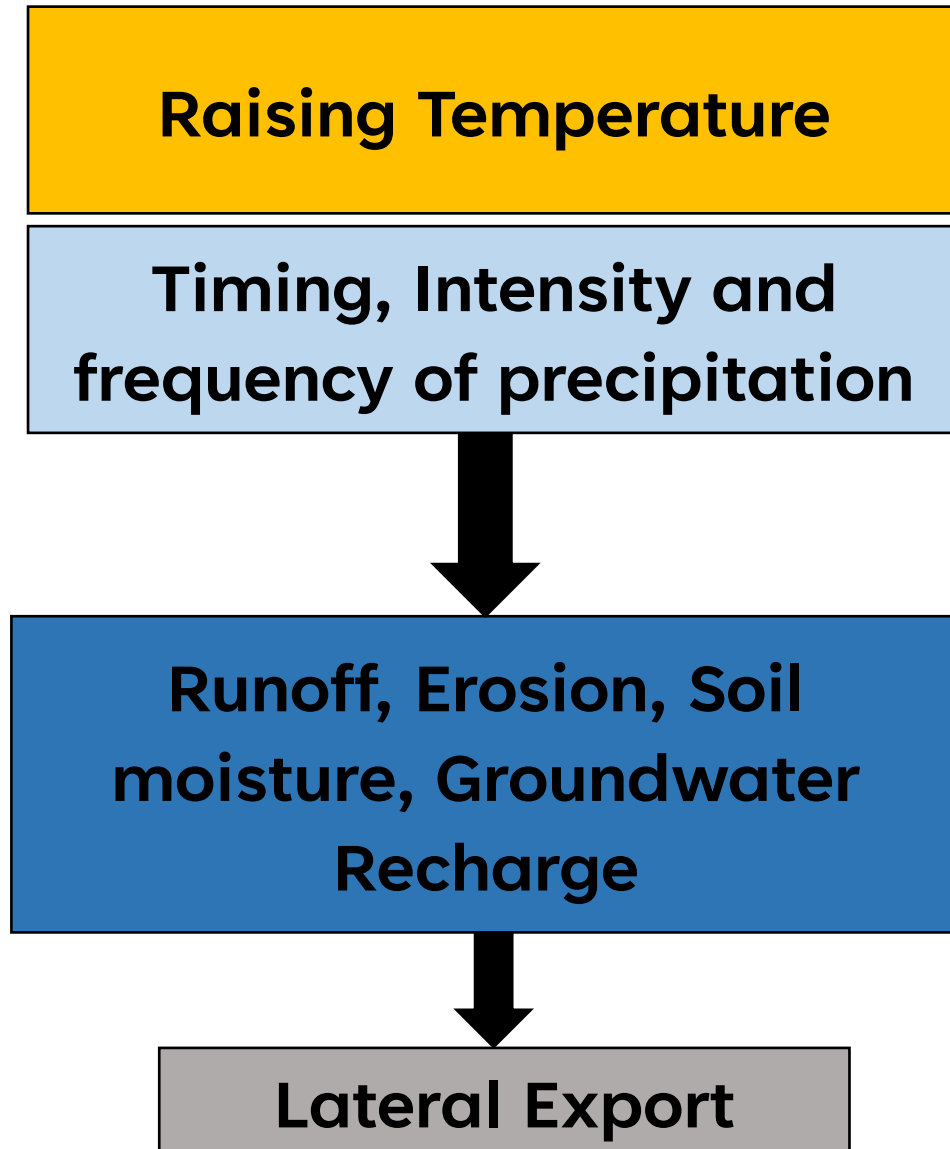 Raising Temperature
Timing, Intensity and
frequency of precipitation
Runoff, Erosion, Soil
moisture, Groundwater
Recharge
Lateral Export